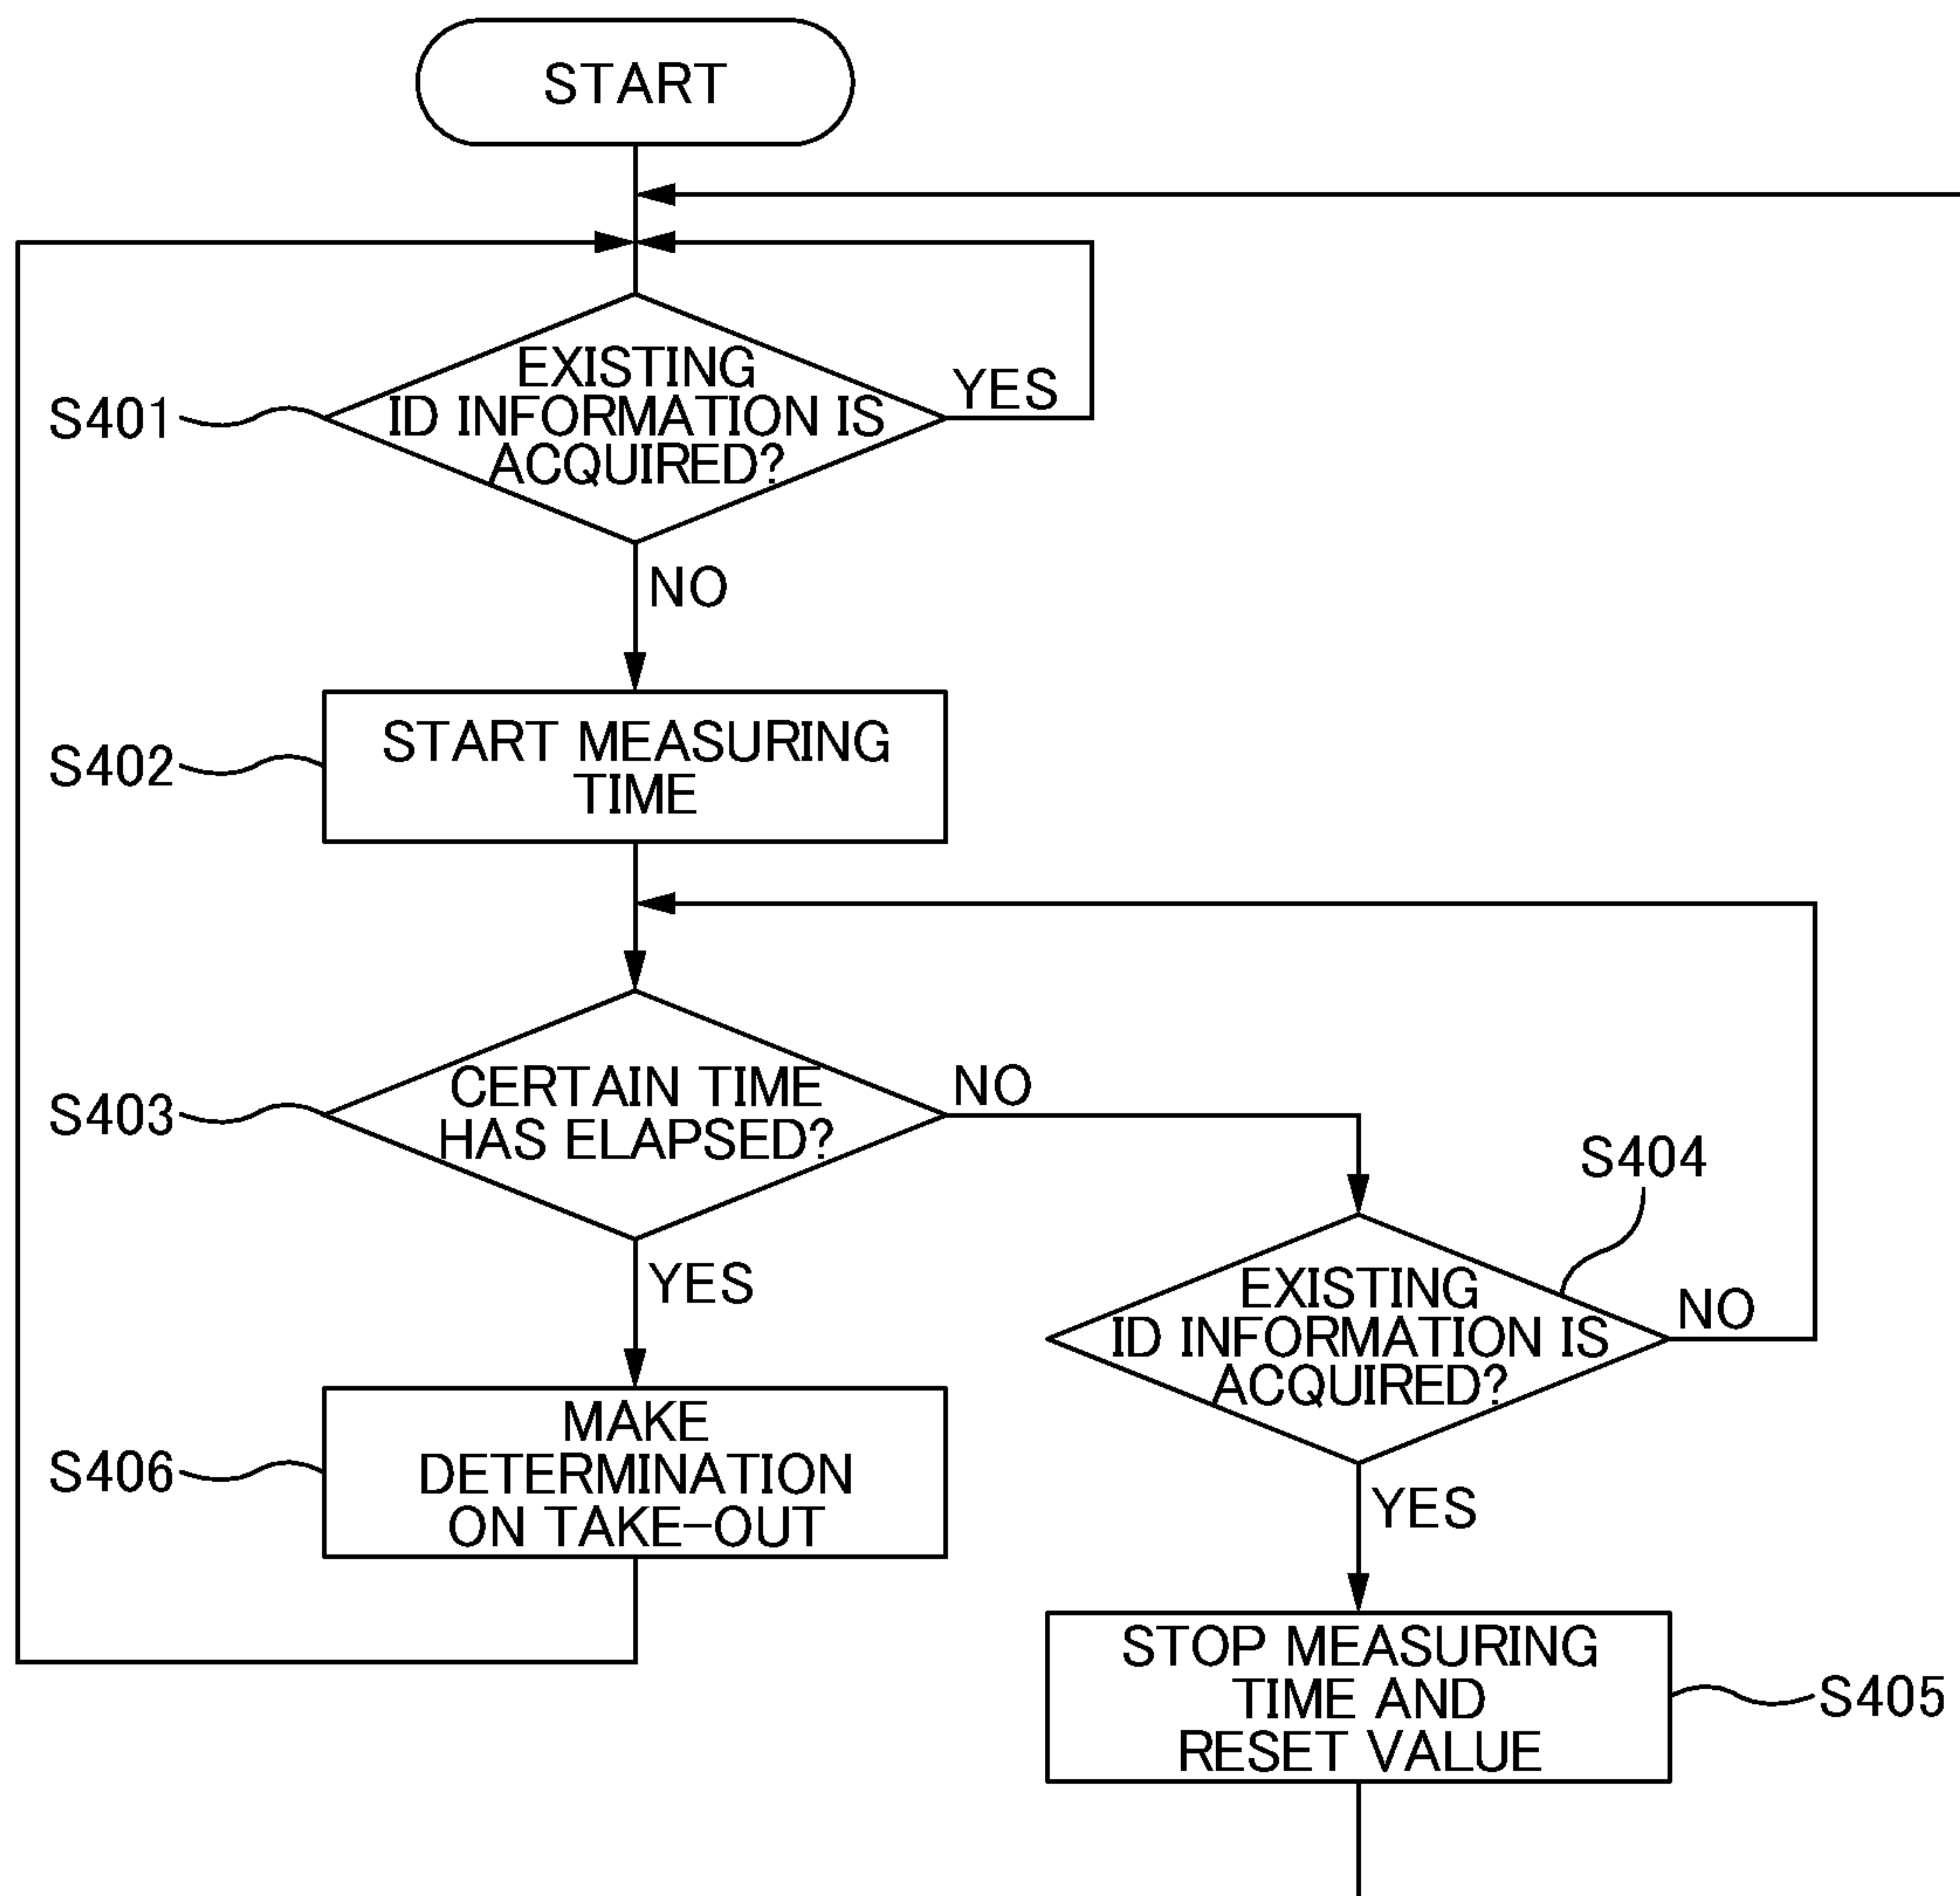 START
EXISTING
ID INFORMATION IS
ACQUIRED?
YES
S401
NO
START MEASURING
TIME
S402
CERTAIN TIME
HAS ELAPSED?
NO
S403
S404
YES
EXISTING
ID INFORMATION IS
ACQUIRED?
NO
MAKE
DETERMINATION
ON TAKE-OUT
S406
YES
STOP MEASURING
TIME AND
RESET VALUE
S405